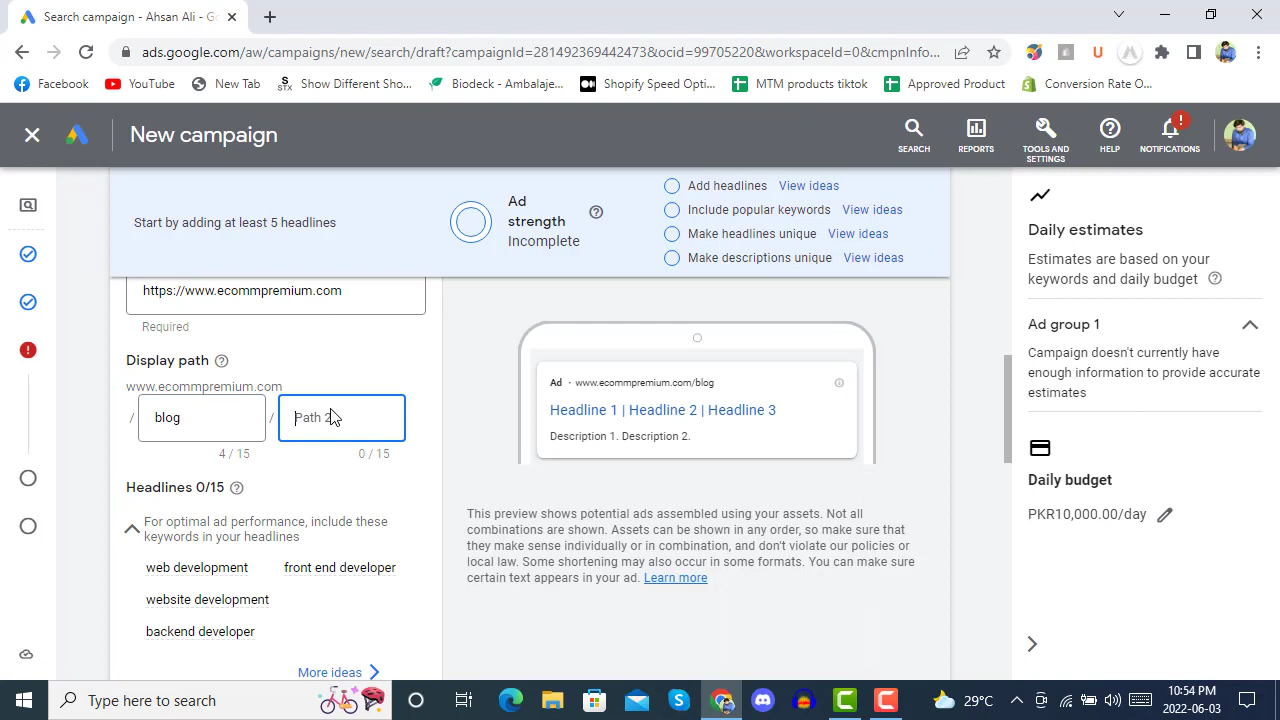 Search campaign - Ahsan Ali - Go
ads.google.com/aw/campaigns/new/search/draft?campaignId=281492369442473&ocid=99705220&workspaceId=0&cmpnInfo...
Facebook
YouTube
New Tab
STX
Show Different Sho...
Biodeck - Ambalaje...
Shopify Speed Opti...
MTM products tiktok
Approved Product
Conversion Rate O...
New campaign
SEARCH
REPORTS
TOOLS AND
SETTINGS
HELP
NOTIFICATIONS
Start by adding at least 5 headlines
Ad
strength
Incomplete
Add headlines View ideas
Include popular keywords View ideas
Make headlines unique View ideas
Make descriptions unique View ideas
https://www.ecommpremium.com
Required
Display path
www.ecommpremium.com
/ blog / Path 2
4 / 15 0 / 15
Headlines 0/15
For optimal ad performance, include these
keywords in your headlines
web development front end developer
website development
backend developer
More ideas
Ad · www.ecommpremium.com/blog
Headline 1 | Headline 2 | Headline 3
Description 1. Description 2.
This preview shows potential ads assembled using your assets. Not all
combinations are shown. Assets can be shown in any order, so make sure that
they make sense individually or in combination, and don't violate our policies or
local law. Some shortening may also occur in some formats. You can make sure
certain text appears in your ad. Learn more
Daily estimates
Estimates are based on your
keywords and daily budget
Ad group 1
Campaign doesn't currently have
enough information to provide accurate
estimates
Daily budget
PKR10,000.00/day
Type here to search
29°C
10:54 PM
2022-06-03